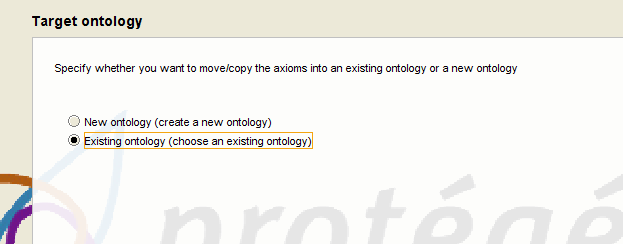 Target ontology
Specify whether you want to move/copy the axioms into an existing ontology or a new ontology
New ontology (create a new ontology)
Existing ontology (choose an existing ontology)
protégé